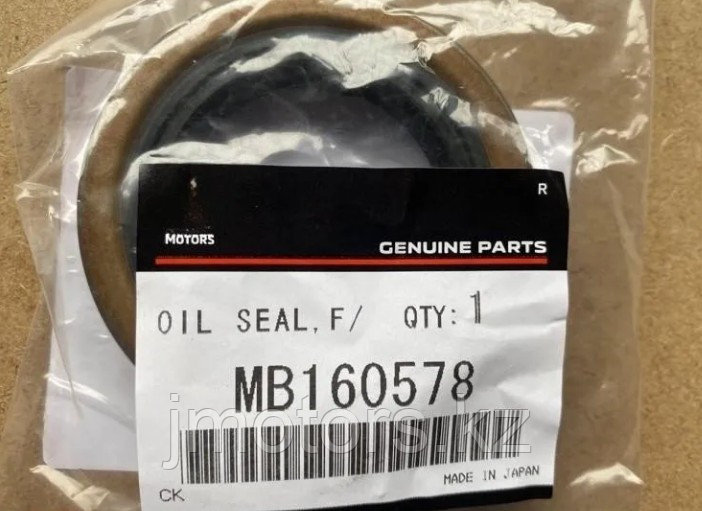 R
MOTORS
GENUINE PARTS
OIL SEAL,F/ QTY: 1
MB160578
jmotors.kz
MADE IN JAPAN
CK